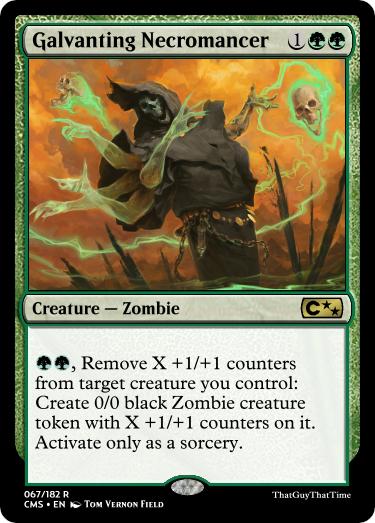 Galvanting Necromancer 1
Creature — Zombie C
, Remove X +1/+1 counters
from target creature you control:
Create 0/0 black Zombie creature
token with X +1/+1 counters on it.
Activate only as a sorcery.
067/182 R
CMS • EN Tom Vernon Field
ThatGuyThatTime